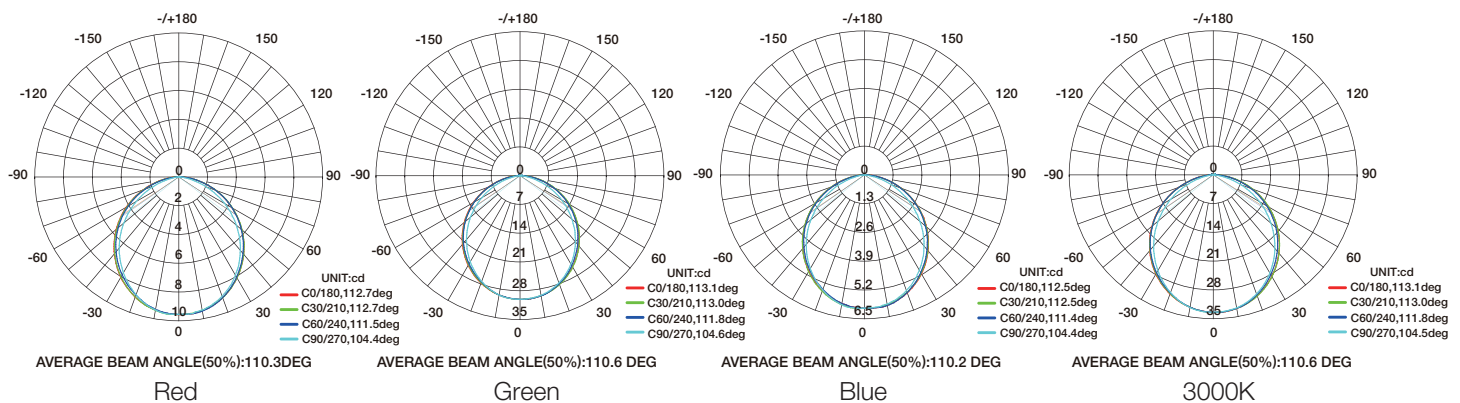 -/+180
-150
150
-120
120
-90
90
0
2
4
6
8
10
-60
60
-30
30
0
UNIT:cd
C0/180,112.7deg
C30/210,112.7deg
C60/240,111.5deg
C90/270,104.4deg
AVERAGE BEAM ANGLE(50%):110.3DEG
Red
-/+180
-150
150
-120
120
-90
90
0
7
14
21
28
35
-60
60
-30
30
0
UNIT:cd
C0/180,113.1deg
C30/210,113.0deg
C60/240,111.8deg
C90/270,104.6deg
AVERAGE BEAM ANGLE(50%):110.6 DEG
Green
-/+180
-150
150
-120
120
-90
90
0
1.3
2.6
3.9
5.2
6.5
-60
60
-30
30
0
UNIT:cd
C0/180,112.5deg
C30/210,112.5deg
C60/240,111.4deg
C90/270,104.4deg
AVERAGE BEAM ANGLE(50%):110.2 DEG
Blue
-/+180
-150
150
-120
120
-90
90
0
7
14
21
28
35
-60
60
-30
30
0
UNIT:cd
C0/180,113.1deg
C30/210,113.0deg
C60/240,111.8deg
C90/270,104.5deg
AVERAGE BEAM ANGLE(50%):110.6 DEG
3000K